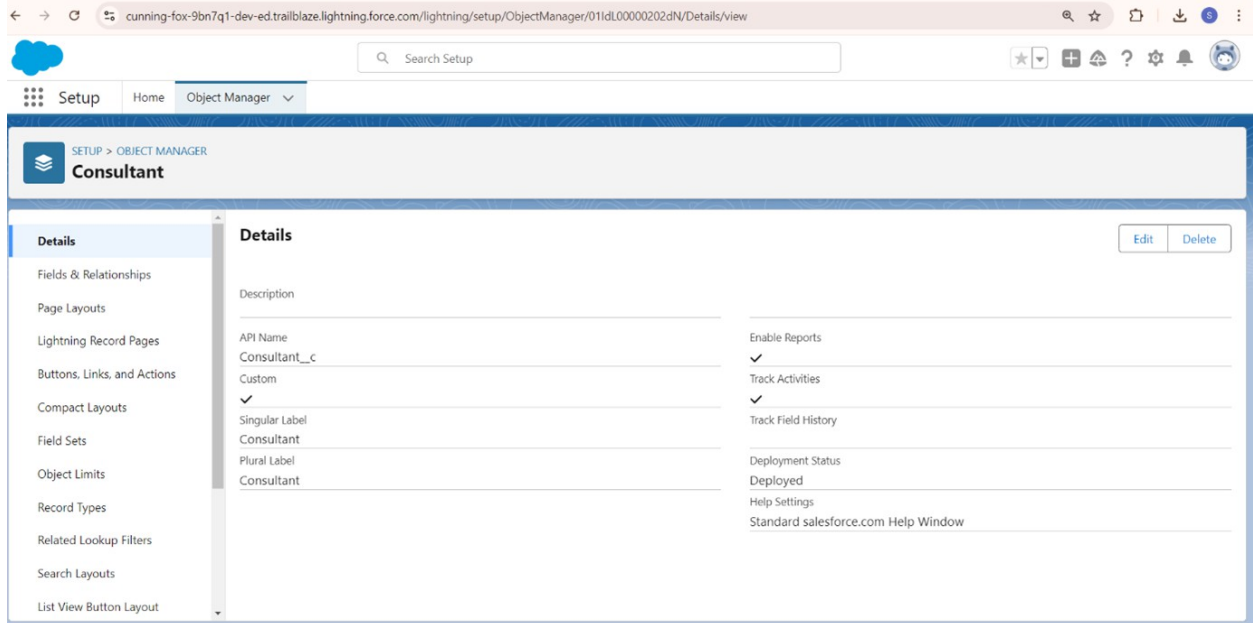 cunning-fox-9bn7q1-dev-ed.trailblaze.lightning.force.com/lightning/setup/ObjectManager/01IdL00000202dN/Details/view
S
Search Setup
Setup
Home
Object Manager
SETUP > OBJECT MANAGER
Consultant
Details
Fields & Relationships
Page Layouts
Lightning Record Pages
Buttons, Links, and Actions
Compact Layouts
Field Sets
Object Limits
Record Types
Related Lookup Filters
Search Layouts
List View Button Layout
Details
Edit
Delete
Description
API Name
Consultant__c
Custom
Singular Label
Consultant
Plural Label
Consultant
Enable Reports
Track Activities
Track Field History
Deployment Status
Deployed
Help Settings
Standard salesforce.com Help Window